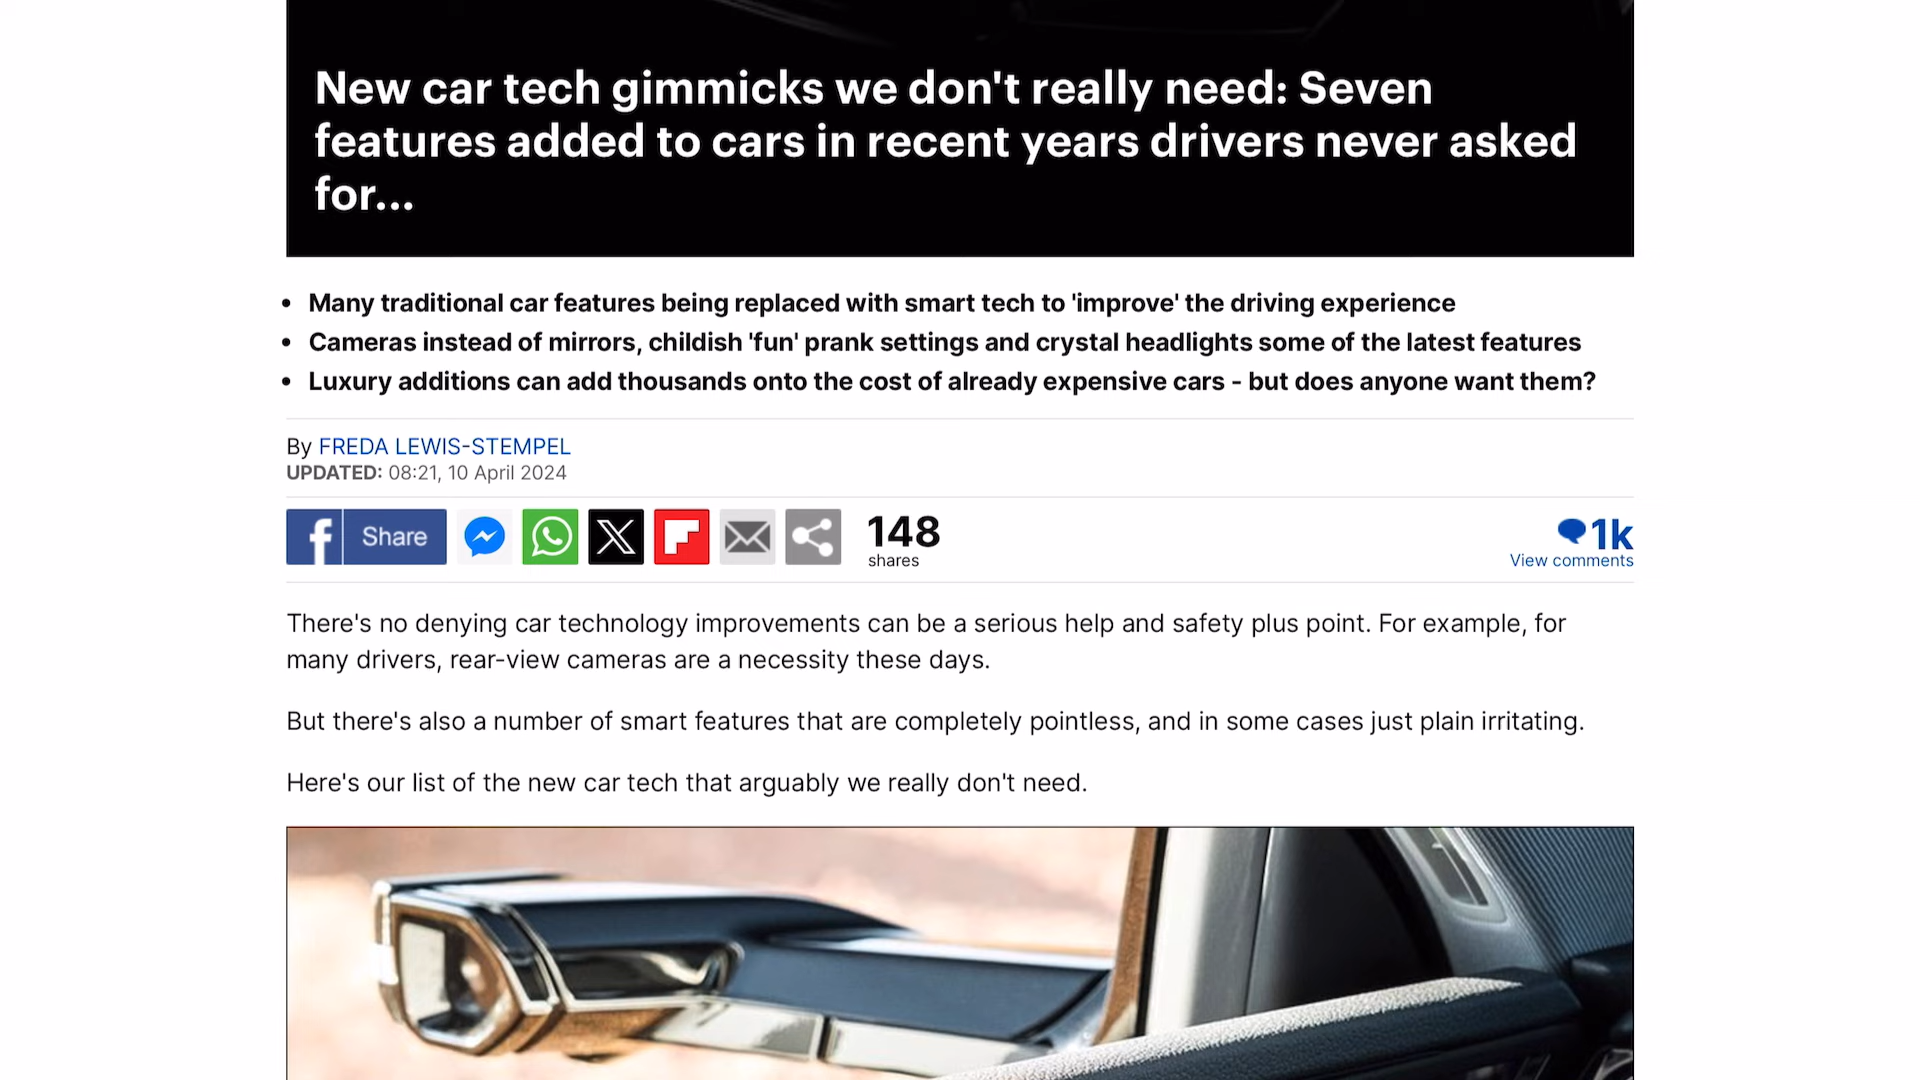 New car tech gimmicks we don't really need: Seven
features added to cars in recent years drivers never asked
for...
• Many traditional car features being replaced with smart tech to 'improve' the driving experience
• Cameras instead of mirrors, childish 'fun' prank settings and crystal headlights some of the latest features
• Luxury additions can add thousands onto the cost of already expensive cars - but does anyone want them?
By FREDA LEWIS-STEMPEL
UPDATED: 08:21, 10 April 2024
f Share
148
shares
1k
View comments
There's no denying car technology improvements can be a serious help and safety plus point. For example, for
many drivers, rear-view cameras are a necessity these days.
But there's also a number of smart features that are completely pointless, and in some cases just plain irritating.
Here's our list of the new car tech that arguably we really don't need.